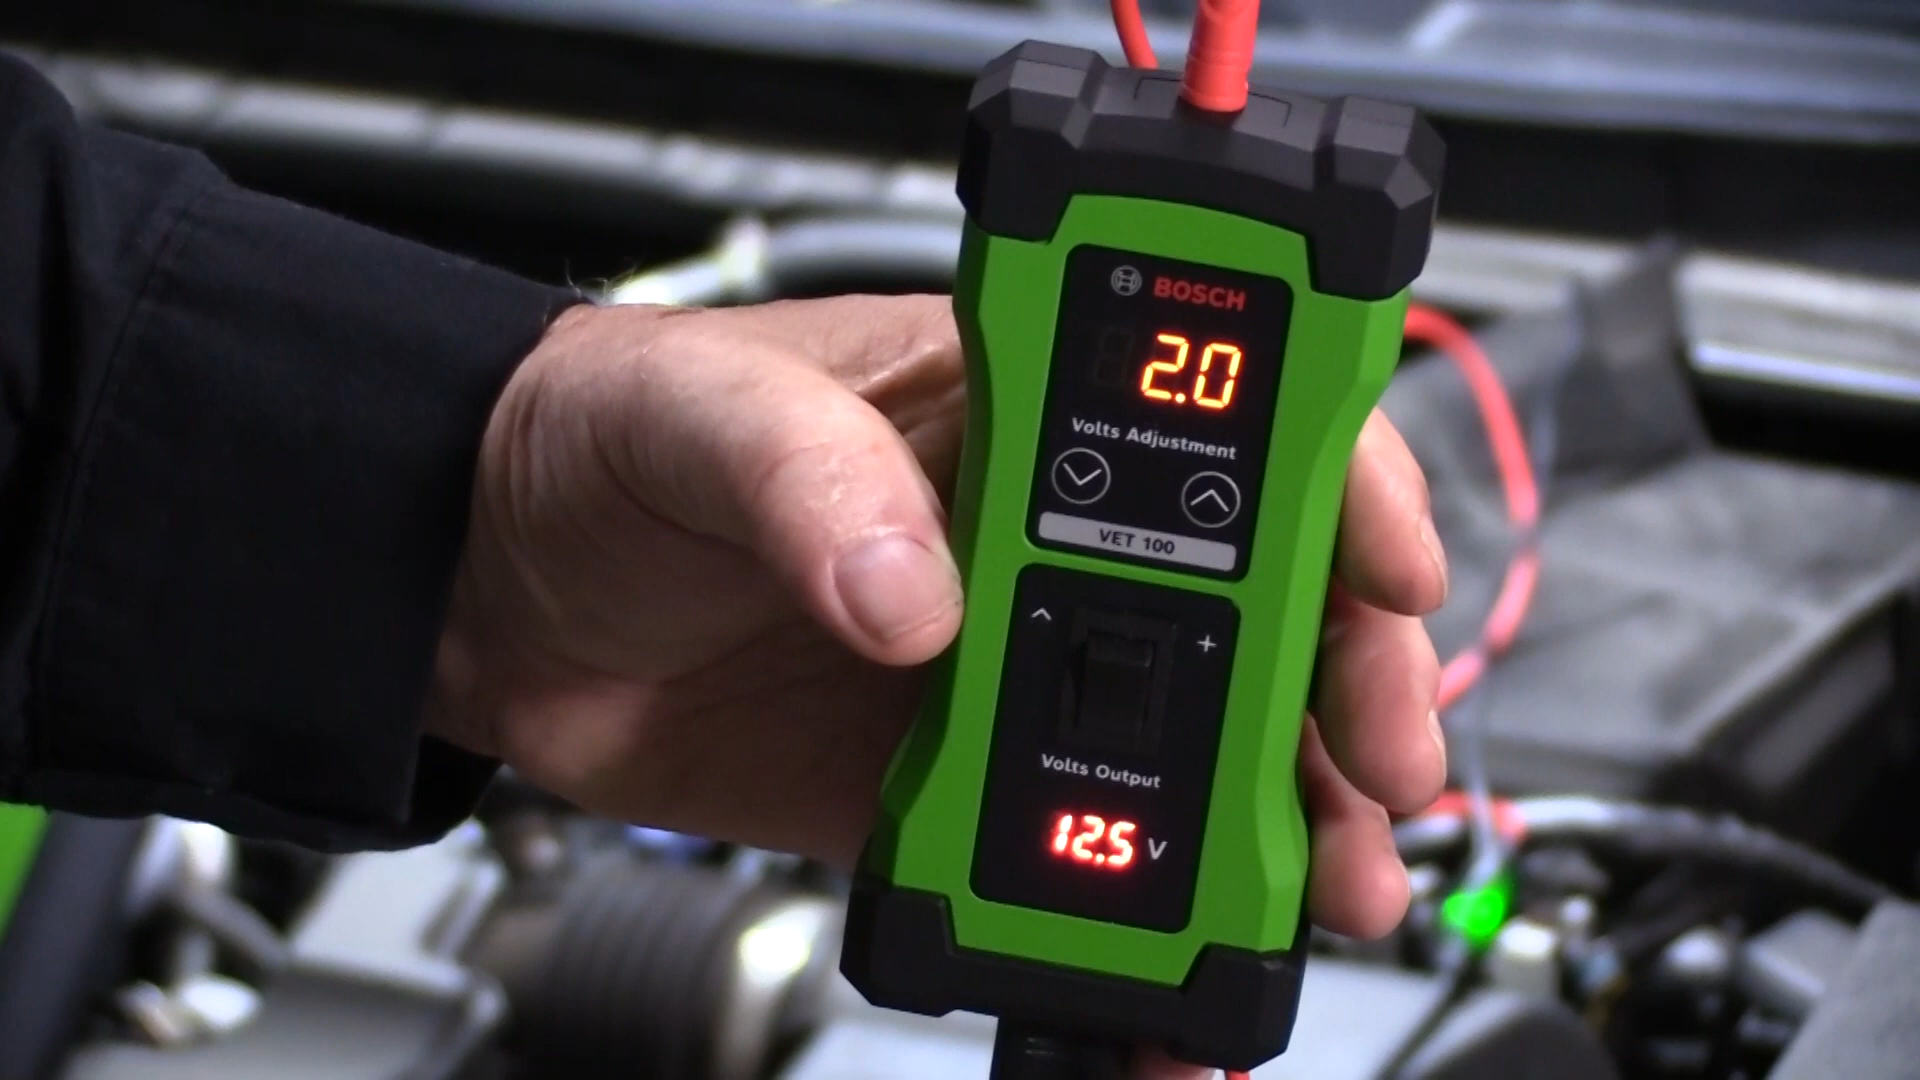 BOSCH
2.0
Volts Adjustment
VET 100
+
Volts Output
12.5 V